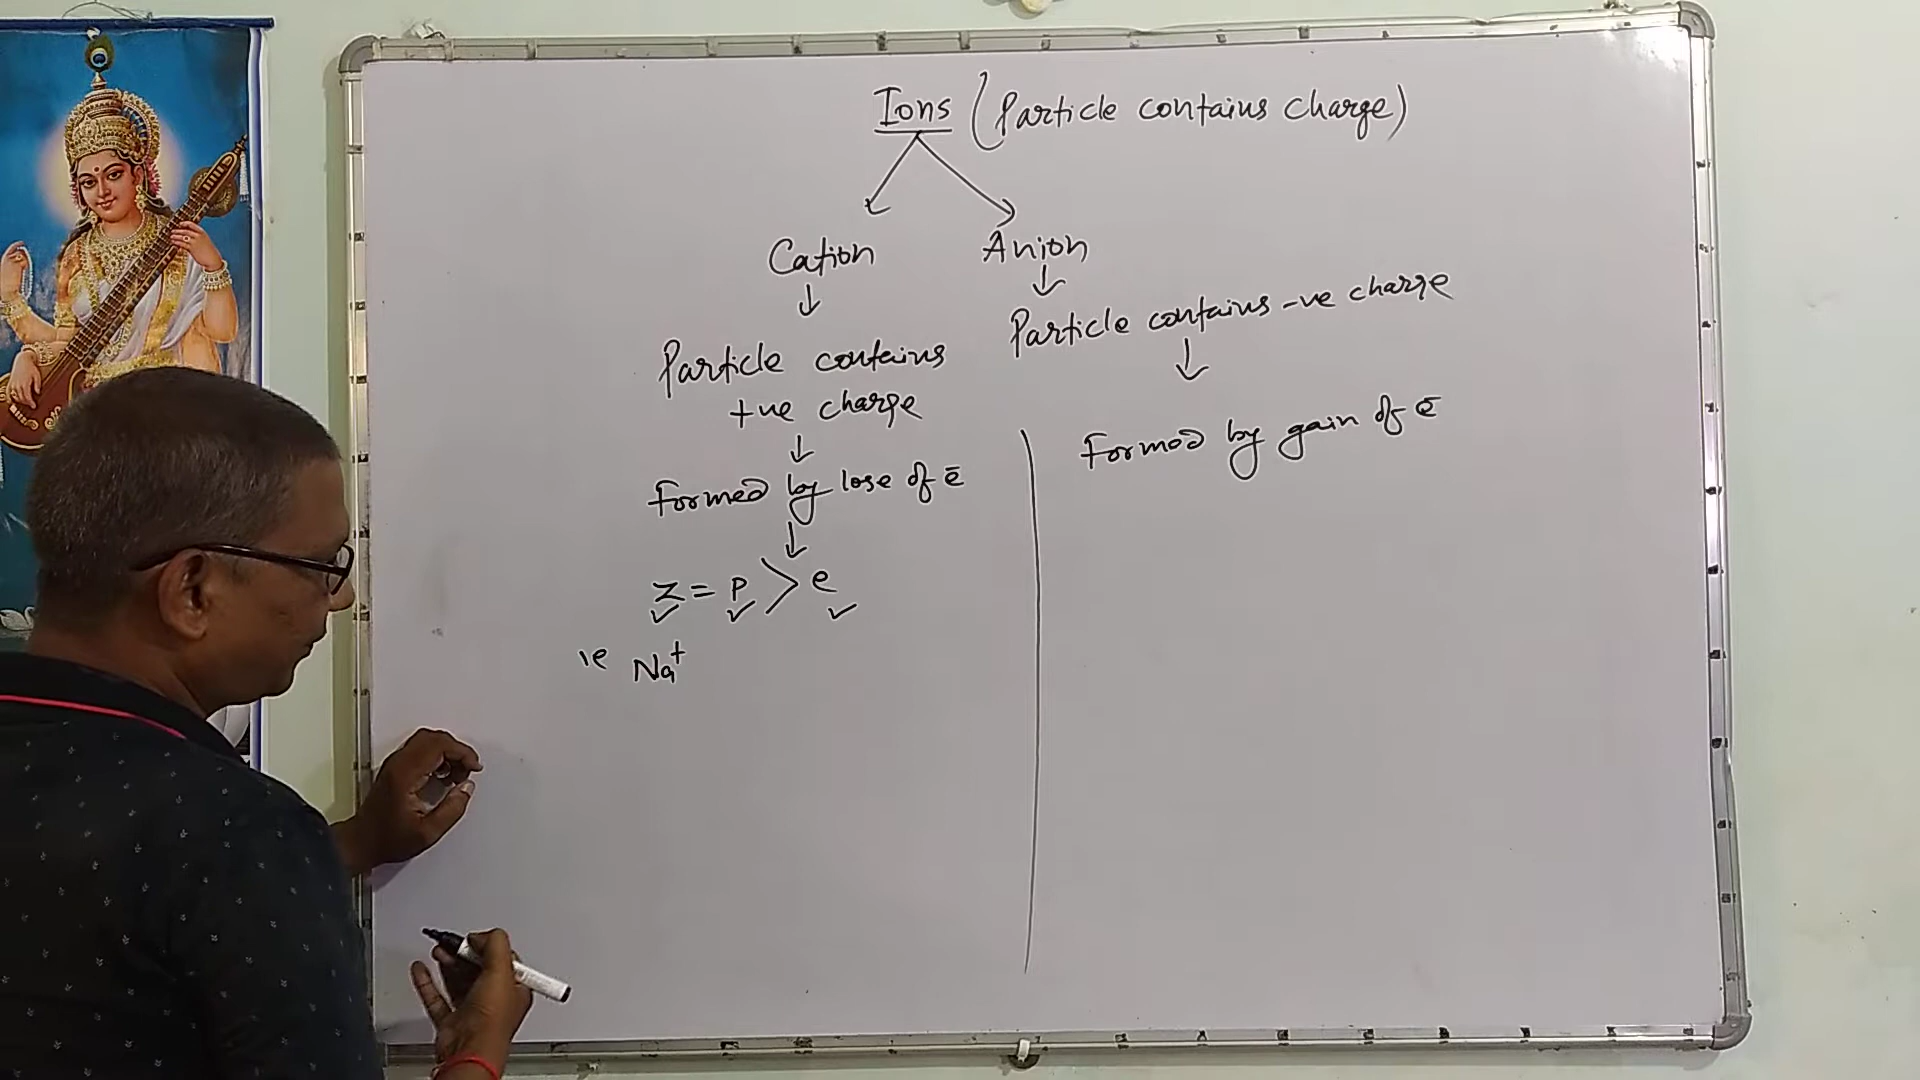 Ions (Particle contains charge)
Cation
Anion
Particle contains
+ve charge
Formed by lose of ē
z = p > e
ie Na⁺
Particle contains -ve charge
Formed by gain of ē